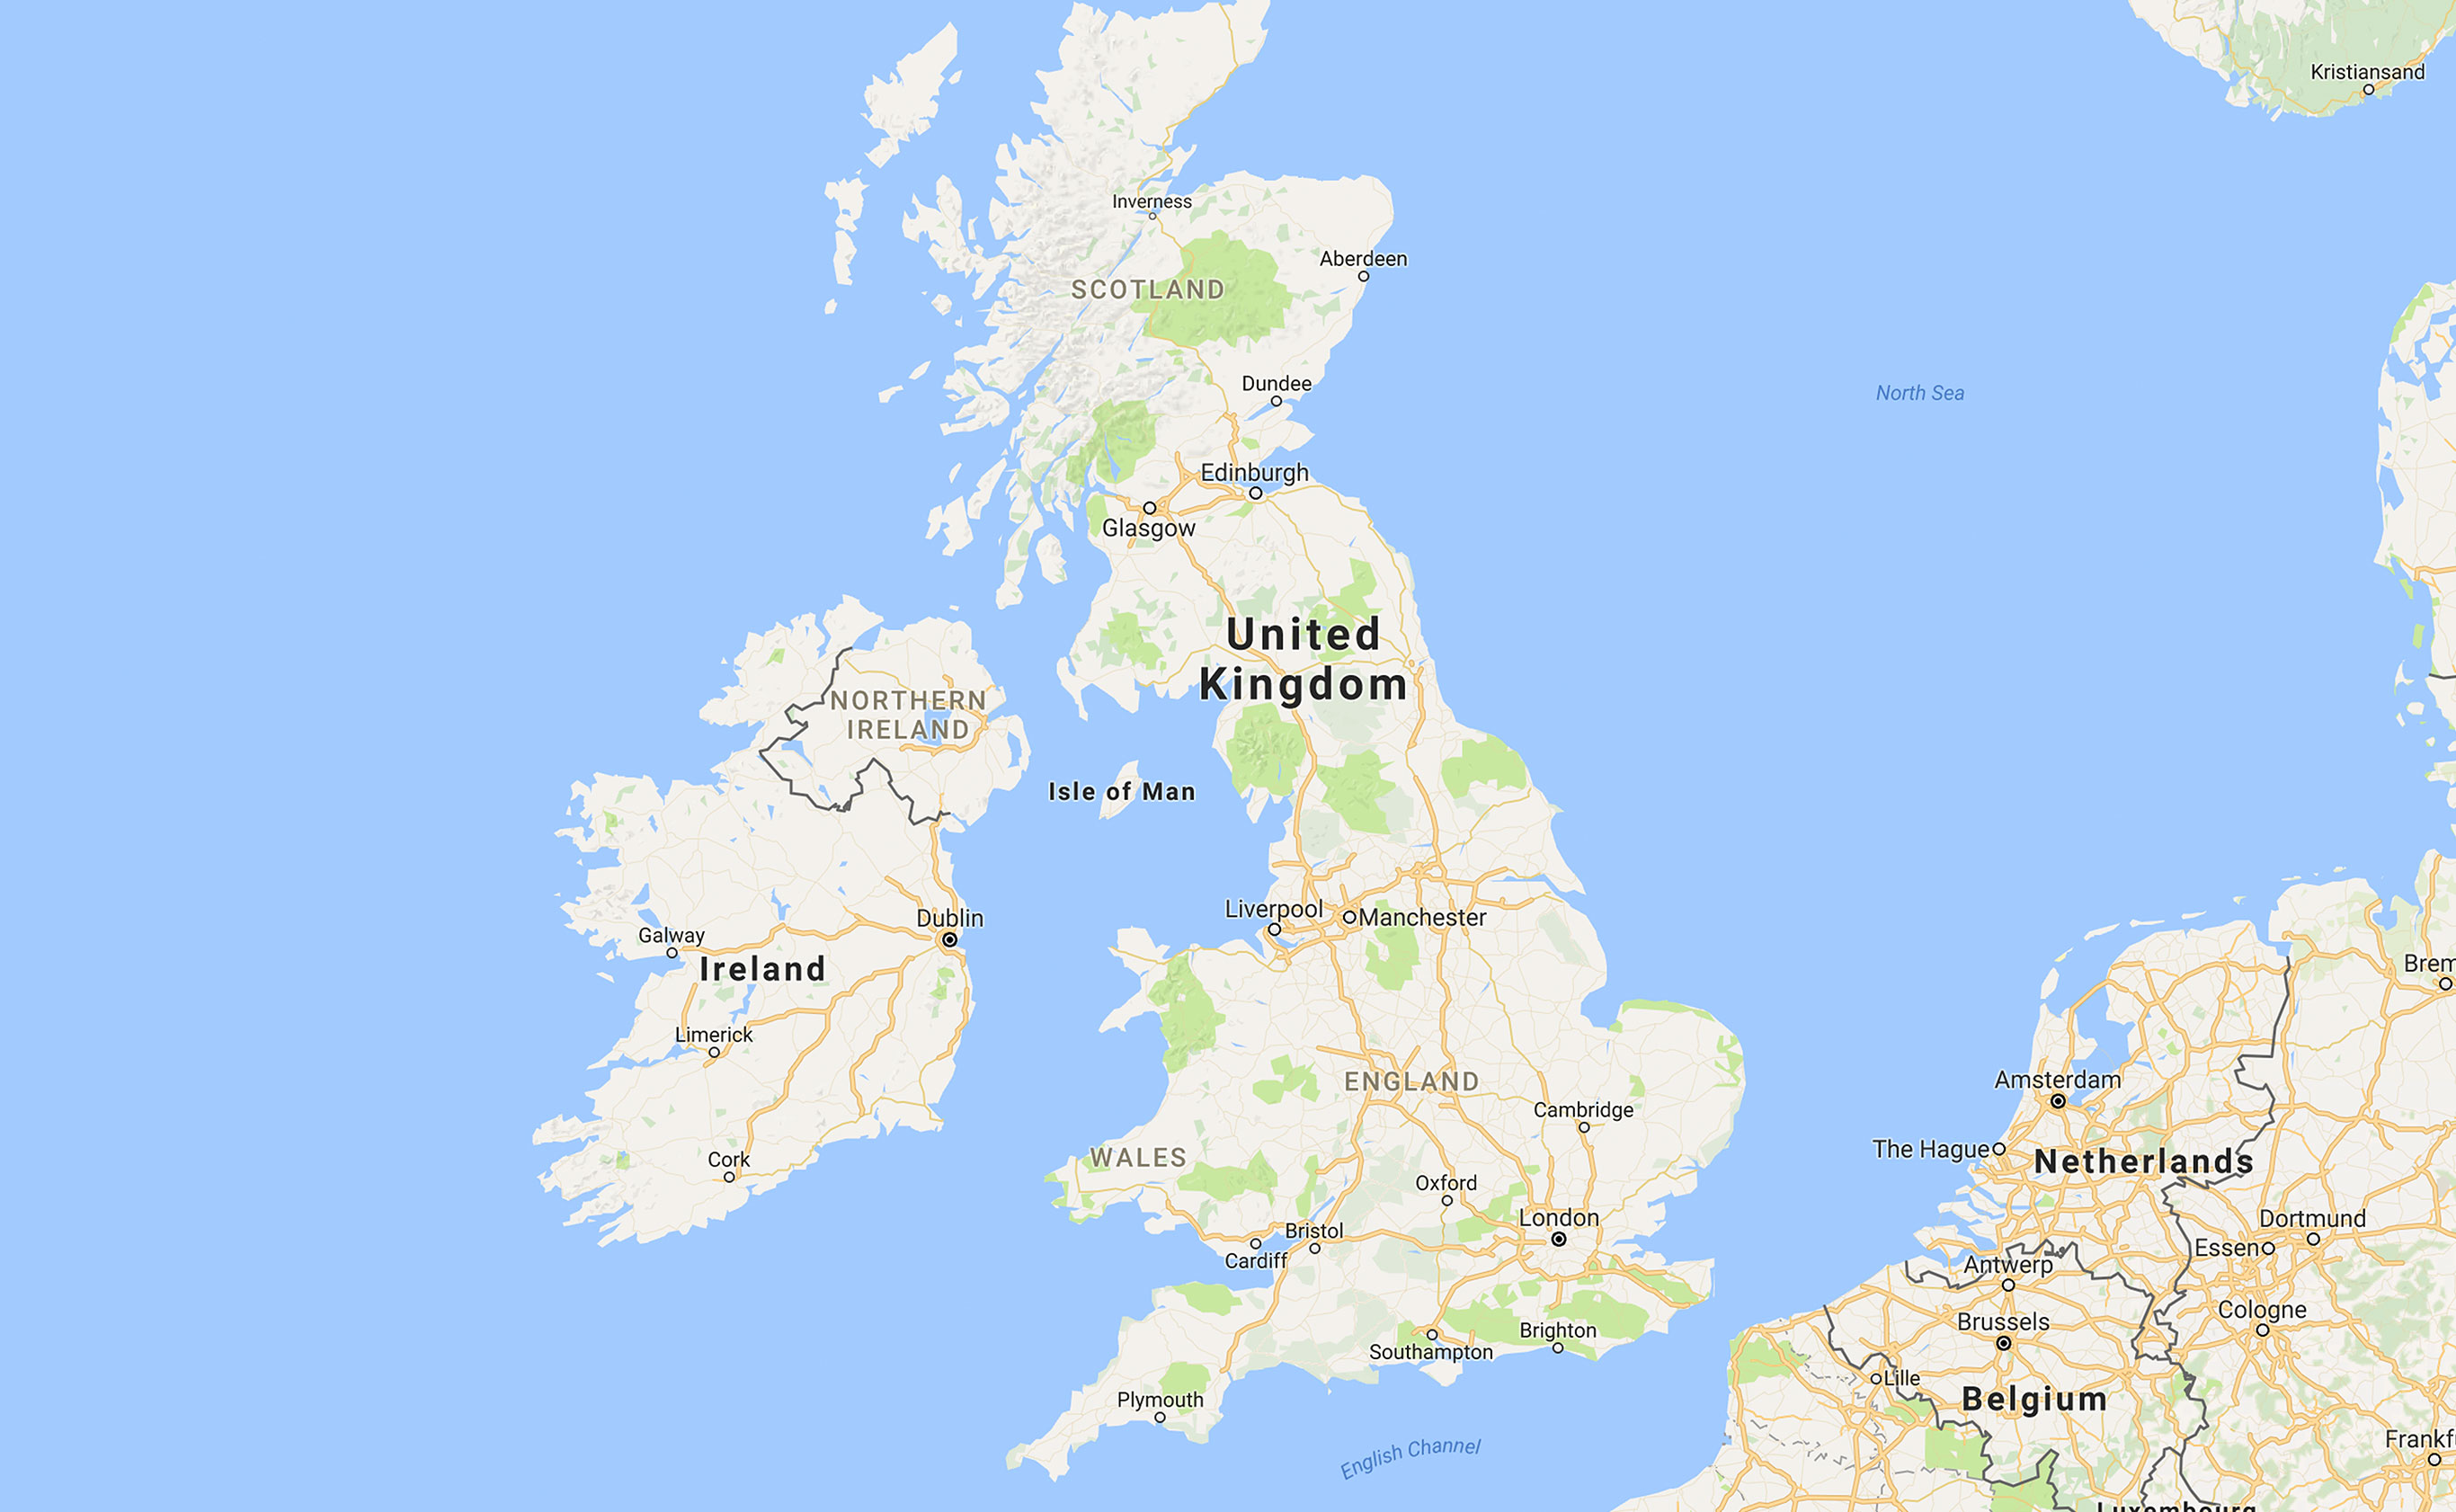 Kristiansand
Inverness
Aberdeen
SCOTLAND
Dundee
North Sea
Edinburgh
Glasgow
United
Kingdom
NORTHERN
IRELAND
Isle of Man
Liverpool
Manchester
Dublin
Galway
Ireland
Brem
Limerick
Amsterdam
ENGLAND
Cambridge
The Hague
Netherlands
WALES
Cork
Oxford
London
Dortmund
Bristol
Essen
Cardiff
Antwerp
Cologne
Brussels
Brighton
Southampton
Lille
Belgium
Plymouth
English Channel
Frankf
Luxembourg